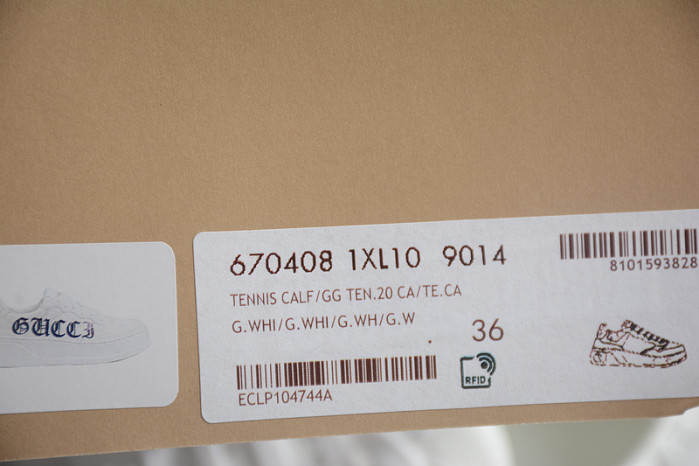 GUCCI
670408 1XL10 9014
8101593828
TENNIS CALF/GG TEN.20 CA/TE.CA
G.WHI/G.WHI/G.WH/G.W
36
RFID
ECLP104744A